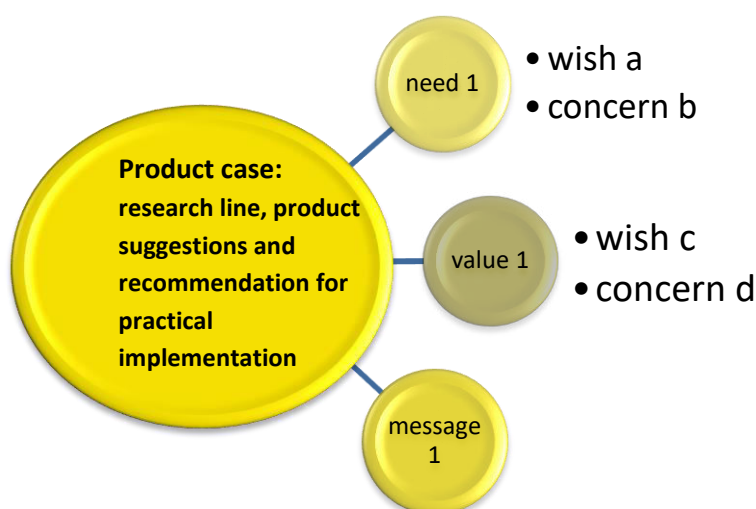 need 1
• wish a
• concern b
Product case:
research line, product
suggestions and
recommendation for
practical
implementation
value 1
• wish c
• concern d
message
1